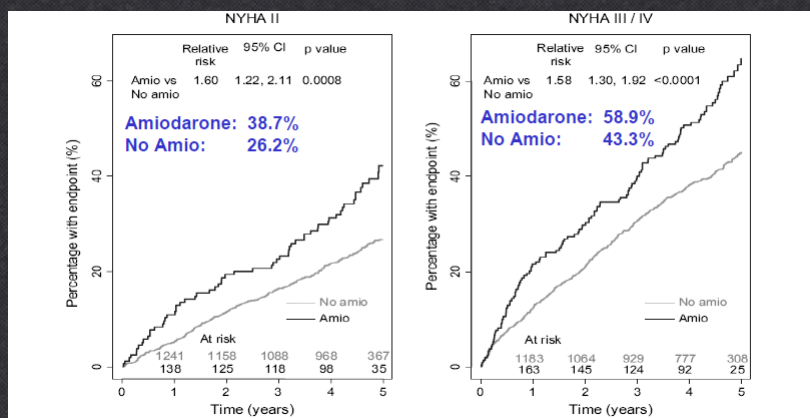 NYHA II
Relative risk 95% CI p value
Amio vs No amio 1.60 1.22, 2.11 0.0008
Amiodarone: 38.7%
No Amio: 26.2%
Percentage with endpoint (%)
60
40
20
0
No amio
Amio
At risk
1241 1158 1088 968 367
138 125 118 98 35
0 1 2 3 4 5
Time (years)
NYHA III / IV
Relative risk 95% CI p value
Amio vs No amio 1.58 1.30, 1.92 <0.0001
Amiodarone: 58.9%
No Amio: 43.3%
Percentage with endpoint (%)
60
40
20
0
No amio
Amio
At risk
1183 1064 929 777 308
163 145 124 92 25
0 1 2 3 4 5
Time (years)